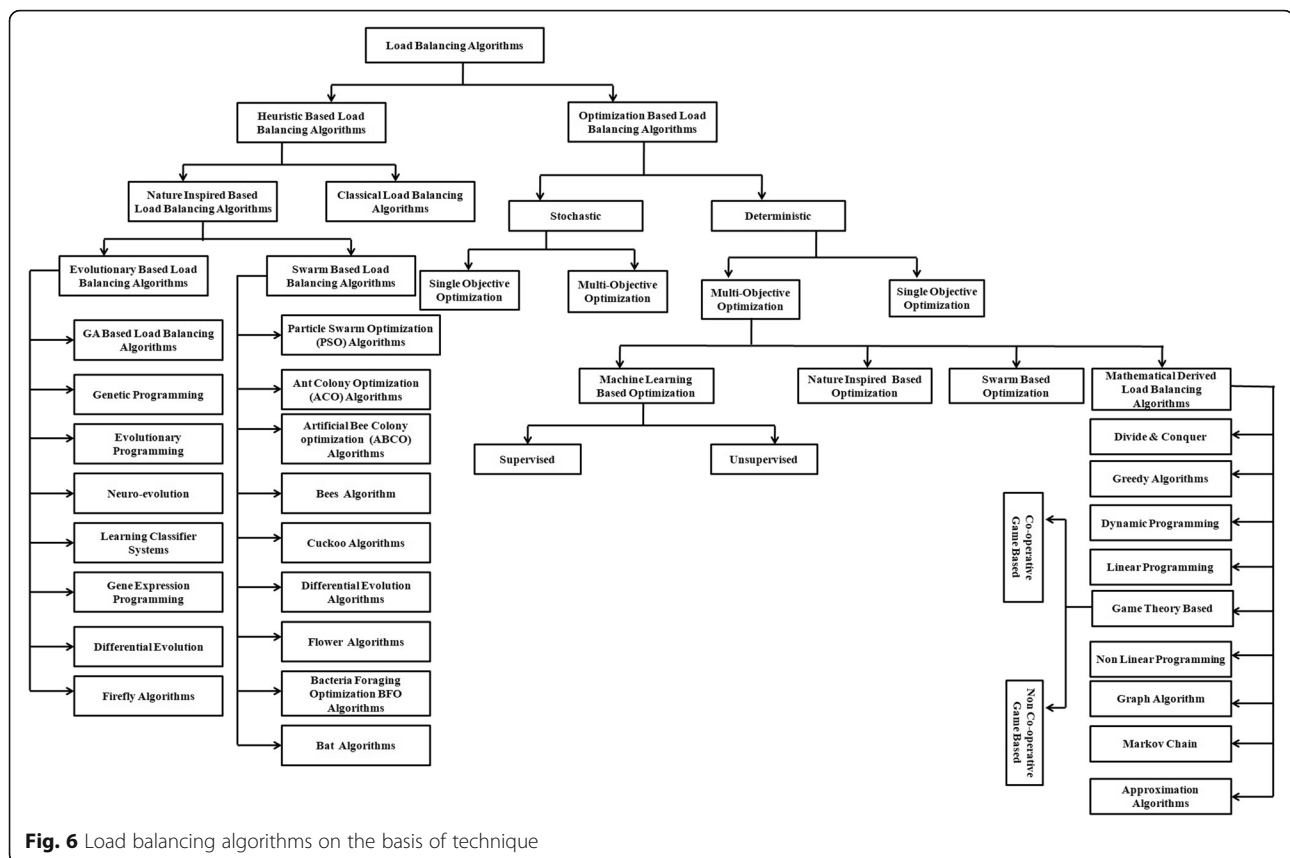 Load Balancing Algorithms
Heuristic Based Load
Balancing Algorithms
Optimization Based Load
Balancing Algorithms
Nature Inspired Based
Load Balancing Algorithms
Classical Load Balancing
Algorithms
Stochastic
Deterministic
Evolutionary Based Load
Balancing Algorithms
Swarm Based Load
Balancing Algorithms
Single Objective
Optimization
Multi-Objective
Optimization
Multi-Objective
Optimization
Single Objective
Optimization
GA Based Load Balancing
Algorithms
Genetic Programming
Evolutionary
Programming
Neuro-evolution
Learning Classifier
Systems
Gene Expression
Programming
Differential Evolution
Firefly Algorithms
Particle Swarm Optimization
(PSO) Algorithms
Ant Colony Optimization
(ACO) Algorithms
Artificial Bee Colony
optimization (ABCO)
Algorithms
Bees Algorithm
Cuckoo Algorithms
Differential Evolution
Algorithms
Flower Algorithms
Bacteria Foraging
Optimization BFO
Algorithms
Bat Algorithms
Machine Learning
Based Optimization
Nature Inspired Based
Optimization
Swarm Based
Optimization
Mathematical Derived
Load Balancing
Algorithms
Supervised
Unsupervised
Divide & Conquer
Greedy Algorithms
Dynamic Programming
Linear Programming
Game Theory Based
Non Linear Programming
Graph Algorithm
Markov Chain
Approximation
Algorithms
Co-operative
Game Based
Non Co-operative
Game Based
Fig. 6 Load balancing algorithms on the basis of technique